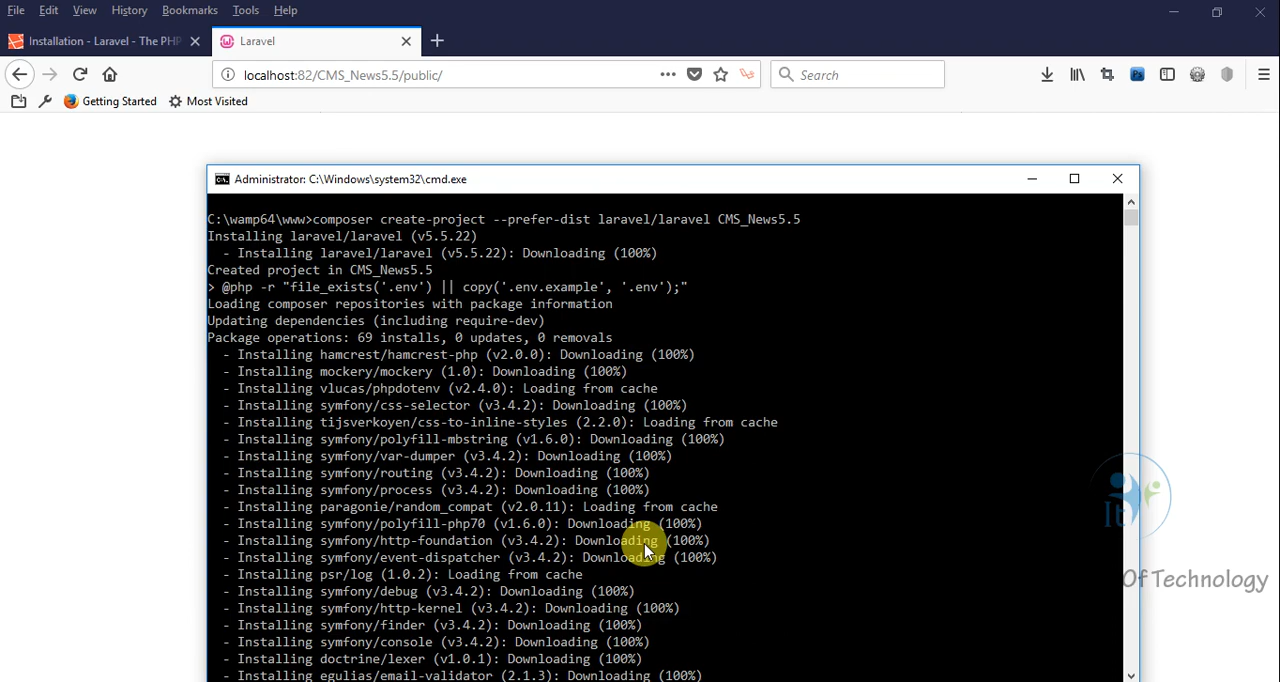 File Edit View History Bookmarks Tools Help
Installation - Laravel - The PHP
Laravel
localhost:82/CMS_News5.5/public/
Search
Getting Started Most Visited
Administrator: C:\Windows\system32\cmd.exe
C:\wamp64\www>composer create-project --prefer-dist laravel/laravel CMS_News5.5
Installing laravel/laravel (v5.5.22)
- Installing laravel/laravel (v5.5.22): Downloading (100%)
Created project in CMS_News5.5
> @php -r "file_exists('.env') || copy('.env.example', '.env');"
Loading composer repositories with package information
Updating dependencies (including require-dev)
Package operations: 69 installs, 0 updates, 0 removals
- Installing hamcrest/hamcrest-php (v2.0.0): Downloading (100%)
- Installing mockery/mockery (1.0): Downloading (100%)
- Installing vlucas/phpdotenv (v2.4.0): Loading from cache
- Installing symfony/css-selector (v3.4.2): Downloading (100%)
- Installing tijsverkoyen/css-to-inline-styles (2.2.0): Loading from cache
- Installing symfony/polyfill-mbstring (v1.6.0): Downloading (100%)
- Installing symfony/var-dumper (v3.4.2): Downloading (100%)
- Installing symfony/routing (v3.4.2): Downloading (100%)
- Installing symfony/process (v3.4.2): Downloading (100%)
- Installing paragonie/random_compat (v2.0.11): Loading from cache
- Installing symfony/polyfill-php70 (v1.6.0): Downloading (100%)
- Installing symfony/http-foundation (v3.4.2): Downloading (100%)
- Installing symfony/event-dispatcher (v3.4.2): Downloading (100%)
- Installing psr/log (1.0.2): Loading from cache
- Installing symfony/debug (v3.4.2): Downloading (100%)
- Installing symfony/http-kernel (v3.4.2): Downloading (100%)
- Installing symfony/finder (v3.4.2): Downloading (100%)
- Installing symfony/console (v3.4.2): Downloading (100%)
- Installing doctrine/lexer (v1.0.1): Downloading (100%)
- Installing egulias/email-validator (2.1.3): Downloading (100%)
It
Of Technology